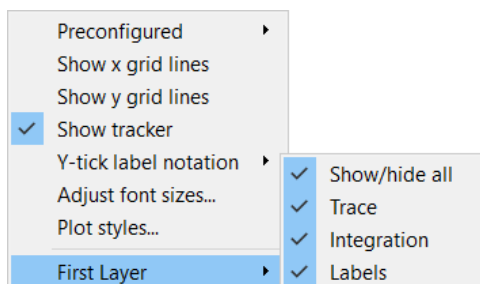 Preconfigured
Show x grid lines
Show y grid lines
Show tracker
Y-tick label notation
Adjust font sizes...
Plot styles...
First Layer
Show/hide all
Trace
Integration
Labels